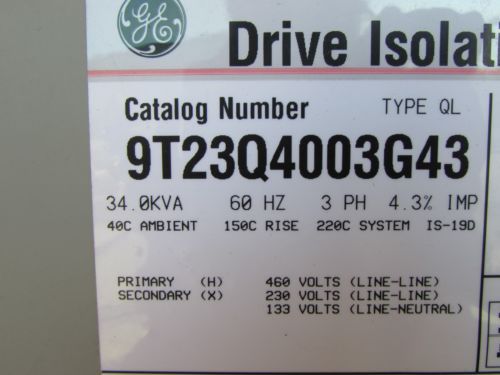 GE
Drive Isolati
Catalog Number TYPE QL
9T23Q4003G43
34.0KVA 60 HZ 3 PH 4.3% IMP
40C AMBIENT 150C RISE 220C SYSTEM IS-19D
PRIMARY (H) 460 VOLTS (LINE-LINE)
SECONDARY (X) 230 VOLTS (LINE-LINE)
133 VOLTS (LINE-NEUTRAL)